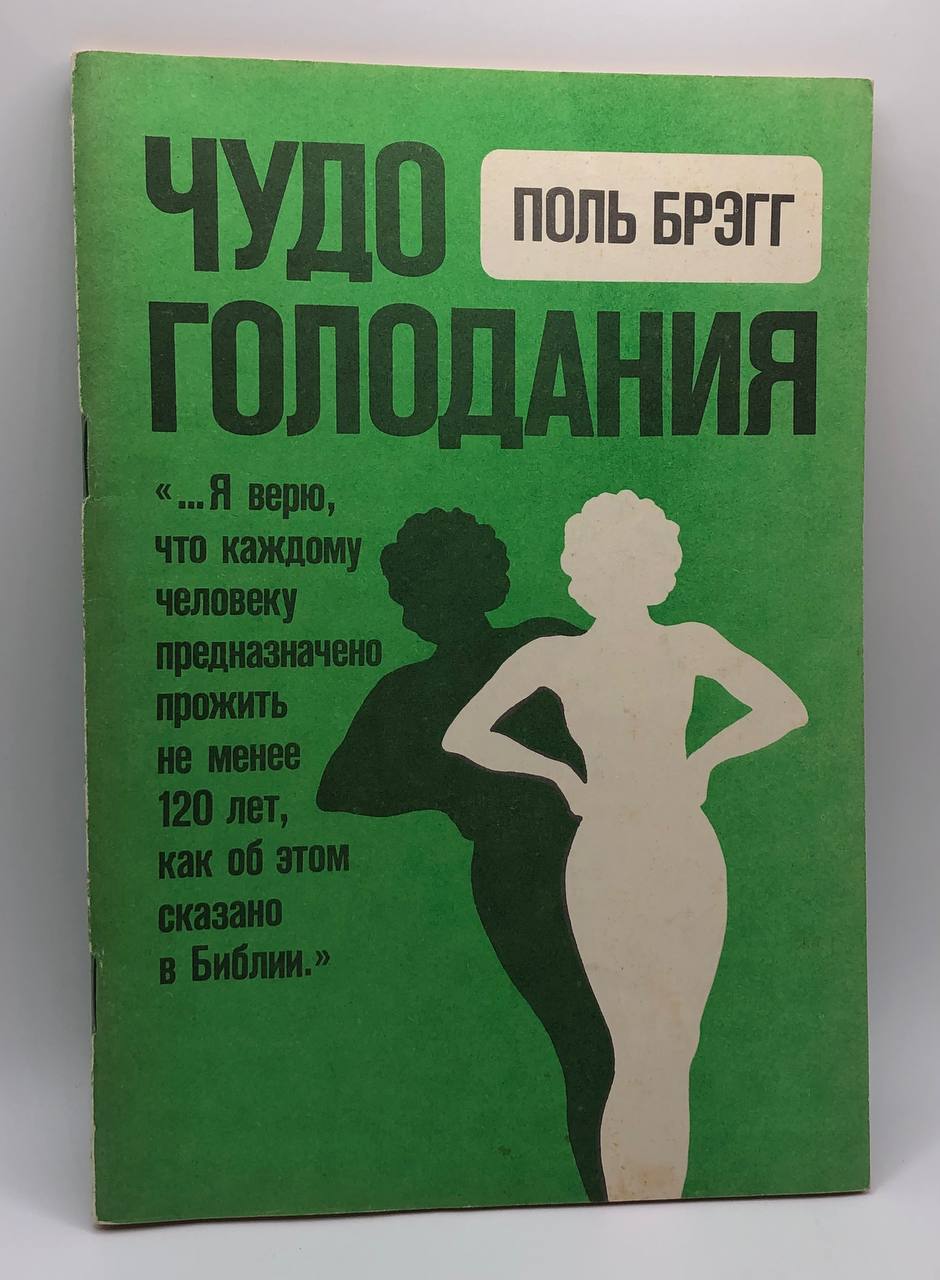 ЧУДО
ПОЛЬ БРЭГГ
ГОЛОДАНИЯ
«...Я верю,
что каждому
человеку
предназначено
прожить
не менее
120 лет,
как об этом
сказано
в Библии.»